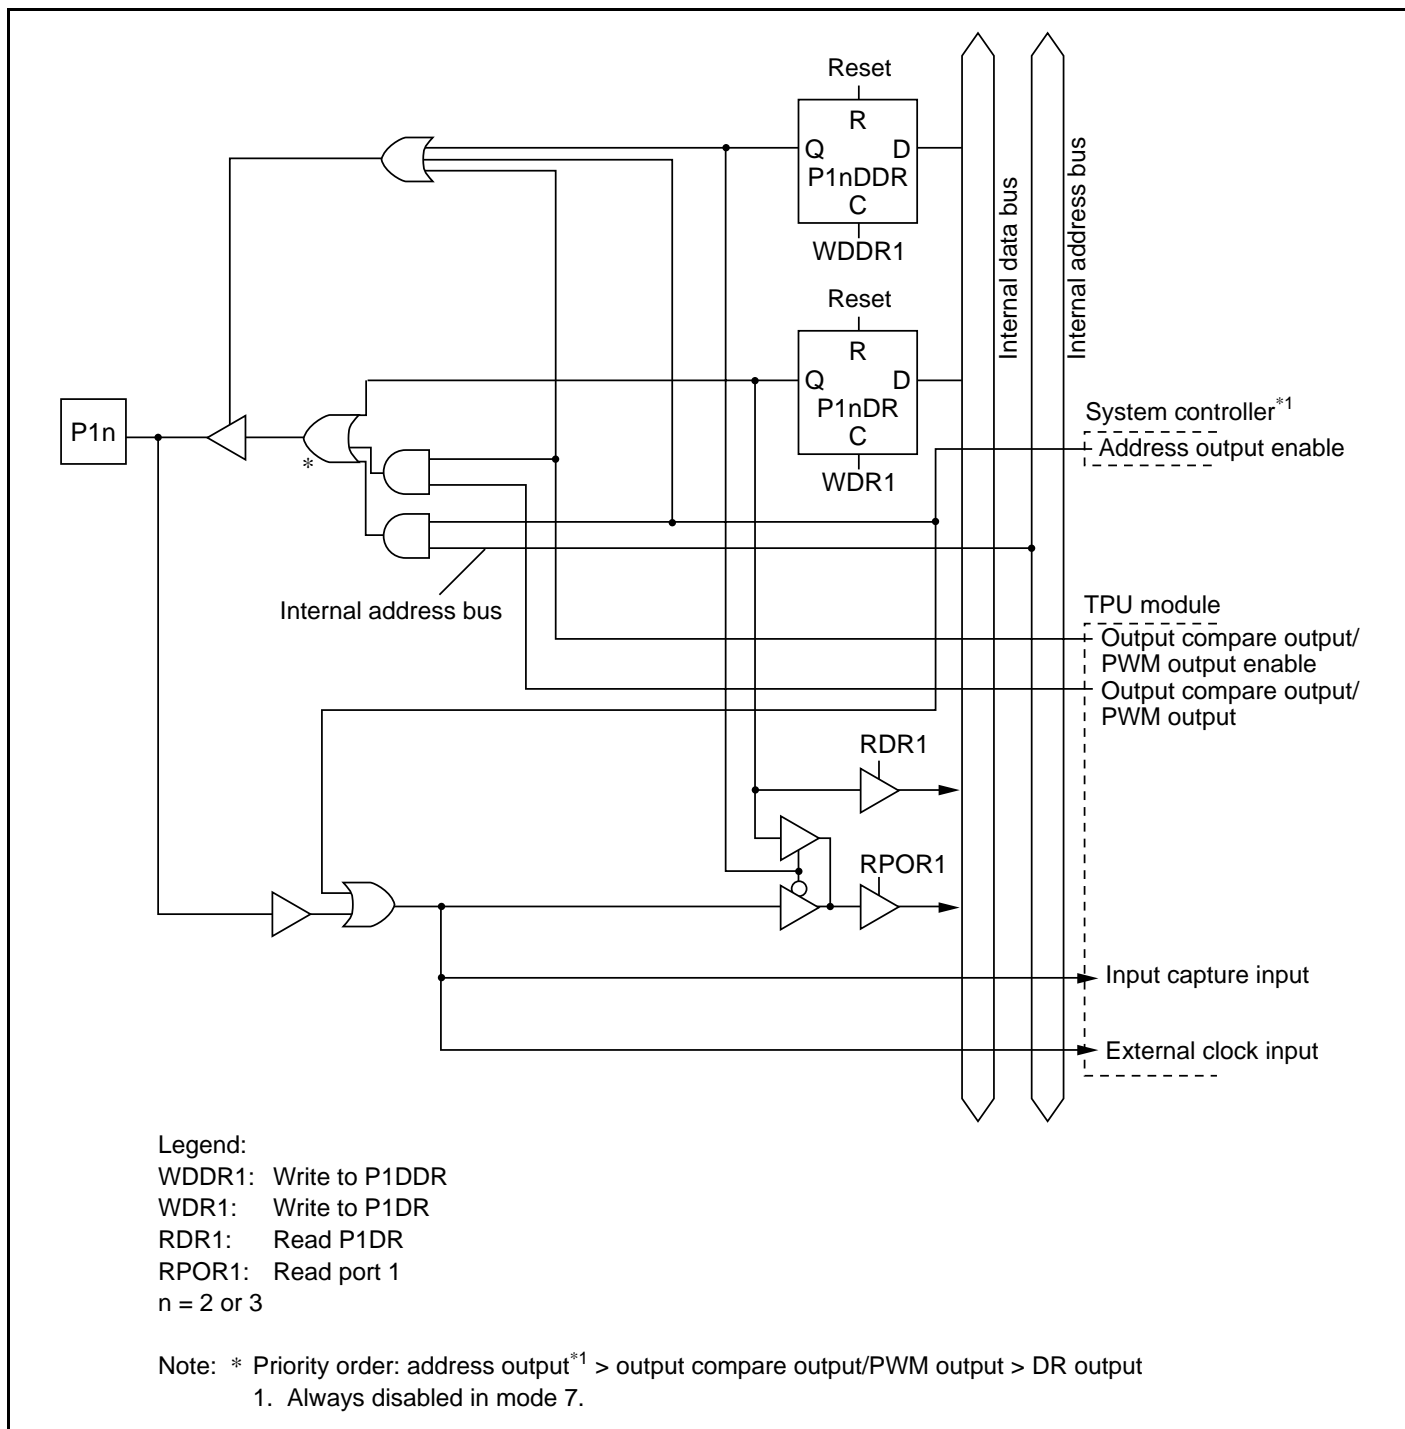 Reset
R
Q D
P1nDDR
C
WDDR1
Internal data bus
Internal address bus
Reset
R
Q D
P1nDR
C
WDR1
System controller*1
Address output enable
P1n
*
Internal address bus
TPU module
Output compare output/
PWM output enable
Output compare output/
PWM output
RDR1
RPOR1
Input capture input
External clock input
Legend:
WDDR1: Write to P1DDR
WDR1: Write to P1DR
RDR1: Read P1DR
RPOR1: Read port 1
n = 2 or 3
Note: * Priority order: address output*1 > output compare output/PWM output > DR output
1. Always disabled in mode 7.